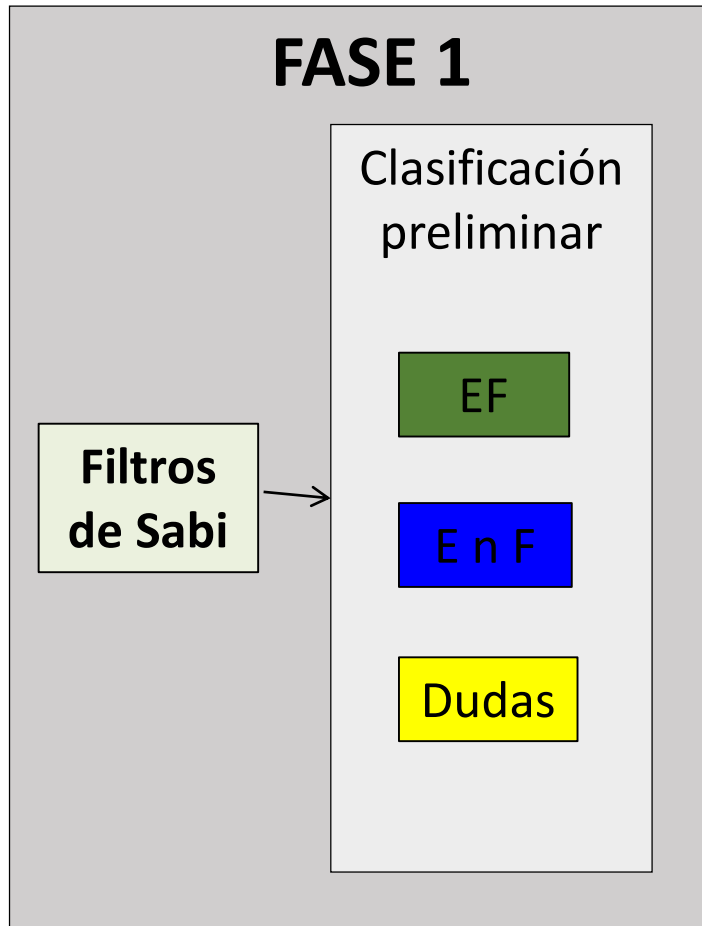 FASE 1
Clasificación
preliminar
EF
Filtros
de Sabi
E n F
Dudas